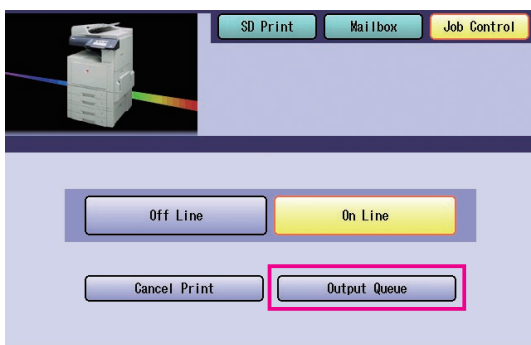 SD Print Mailbox Job Control
Off Line On Line
Cancel Print Output Queue